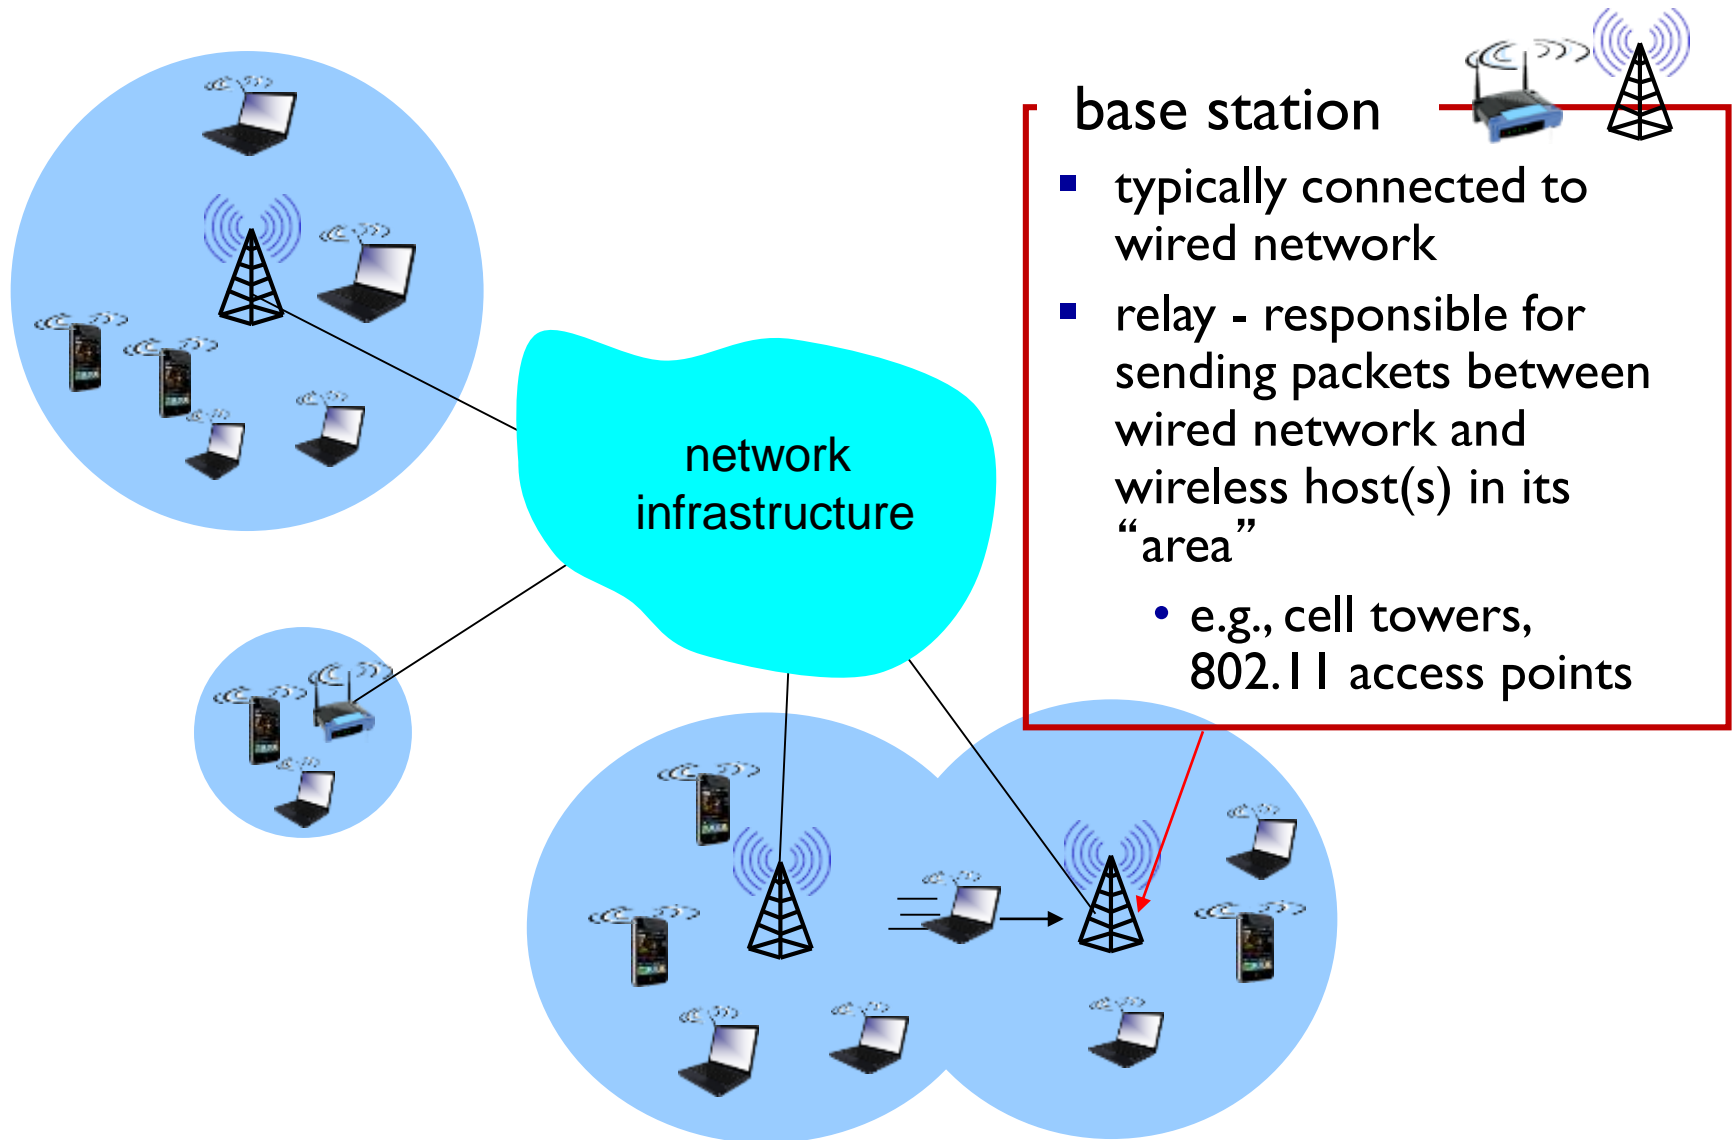 base station
typically connected to
wired network
relay - responsible for
sending packets between
wired network and
wireless host(s) in its
“area”
e.g., cell towers,
802.11 access points
network
infrastructure